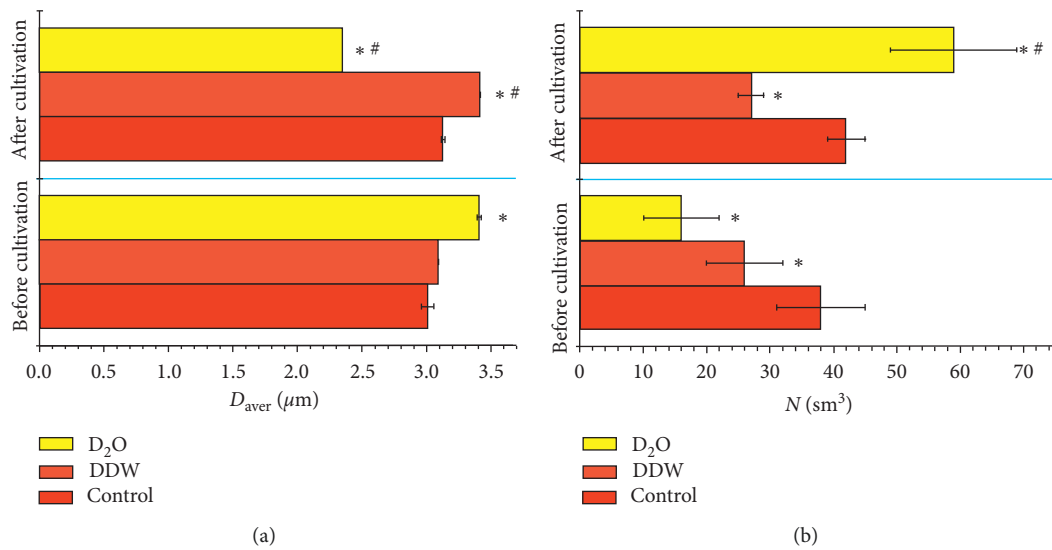 After cultivation
Before cultivation
* #
* #
*
0.0 0.5 1.0 1.5 2.0 2.5 3.0 3.5
D_aver (μm)
D₂O
DDW
Control
(a)
After cultivation
Before cultivation
* #
*
*
*
0 10 20 30 40 50 60 70
N (sm³)
D₂O
DDW
Control
(b)